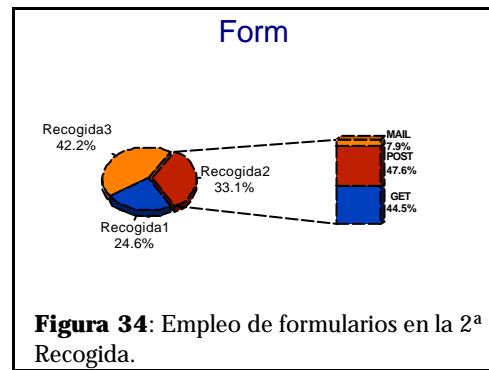 Form
Recogida3
42.2%
Recogida2
33.1%
Recogida1
24.6%
MAIL
7.9%
POST
47.6%
GET
44.5%
Figura 34: Empleo de formularios en la 2ª
Recogida.